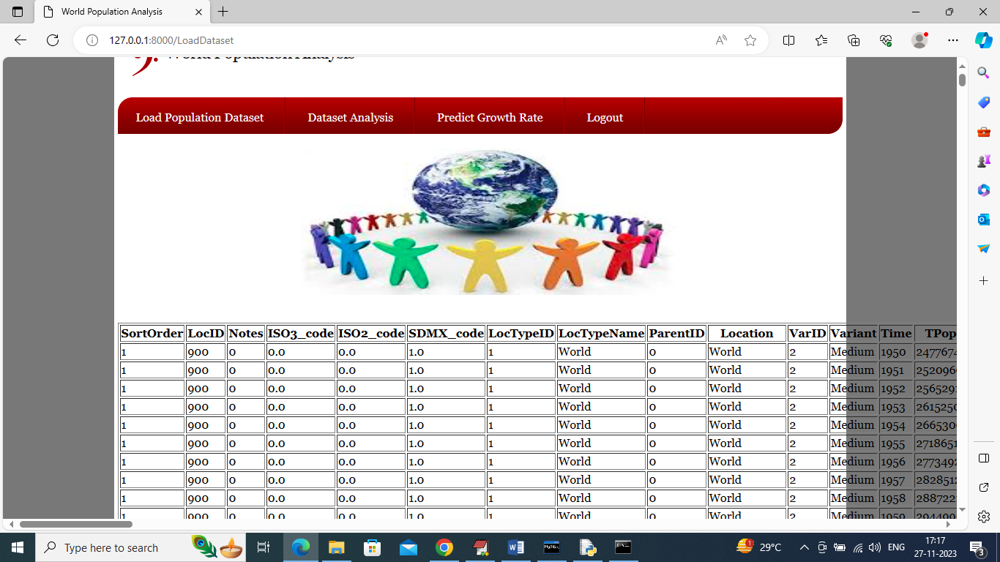 World Population Analysis
127.0.0.1:8000/LoadDataset
World Population Analysis
Load Population Dataset Dataset Analysis Predict Growth Rate Logout
SortOrder LocID Notes ISO3_code ISO2_code SDMX_code LocTypeID LocTypeName ParentID Location VarID Variant Time TPop
1 900 0 0.0 0.0 1.0 1 World 0 World 2 Medium 1950 247767
1 900 0 0.0 0.0 1.0 1 World 0 World 2 Medium 1951 252096
1 900 0 0.0 0.0 1.0 1 World 0 World 2 Medium 1952 256529
1 900 0 0.0 0.0 1.0 1 World 0 World 2 Medium 1953 261525
1 900 0 0.0 0.0 1.0 1 World 0 World 2 Medium 1954 266530
1 900 0 0.0 0.0 1.0 1 World 0 World 2 Medium 1955 271865
1 900 0 0.0 0.0 1.0 1 World 0 World 2 Medium 1956 277349
1 900 0 0.0 0.0 1.0 1 World 0 World 2 Medium 1957 282851
1 900 0 0.0 0.0 1.0 1 World 0 World 2 Medium 1958 288722
1 900 0 0.0 0.0 1.0 1 World 0 World 2 Medium 1959
Type here to search
29°C ENG 17:17
27-11-2023